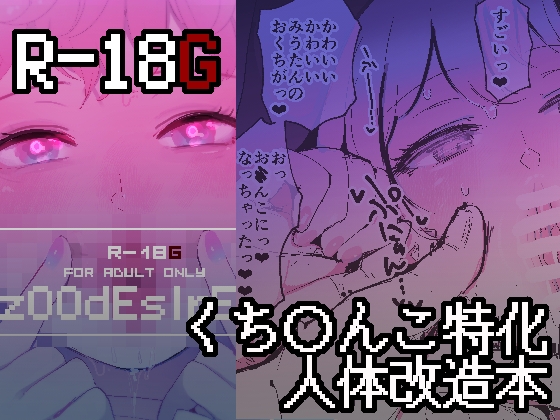 R-18G
R-18G
FOR ADULT ONLY
z00dEsIrE
すごいっ♥
かわいい
かわいい
みうたんの
おくちがっ♥
おっ
お✱んこにっ
なっちゃったっ
♥
くち〇んこ特化
人体改造本